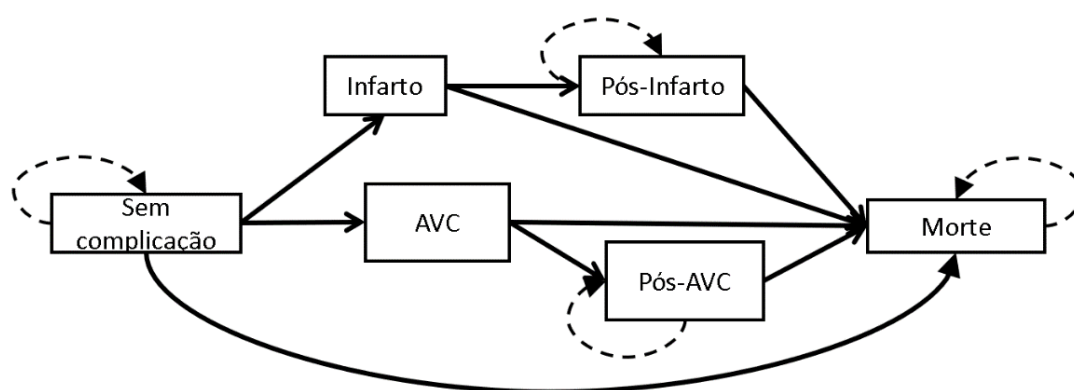 Infarto
Pós-Infarto
Sem
complicação
AVC
Morte
Pós-AVC